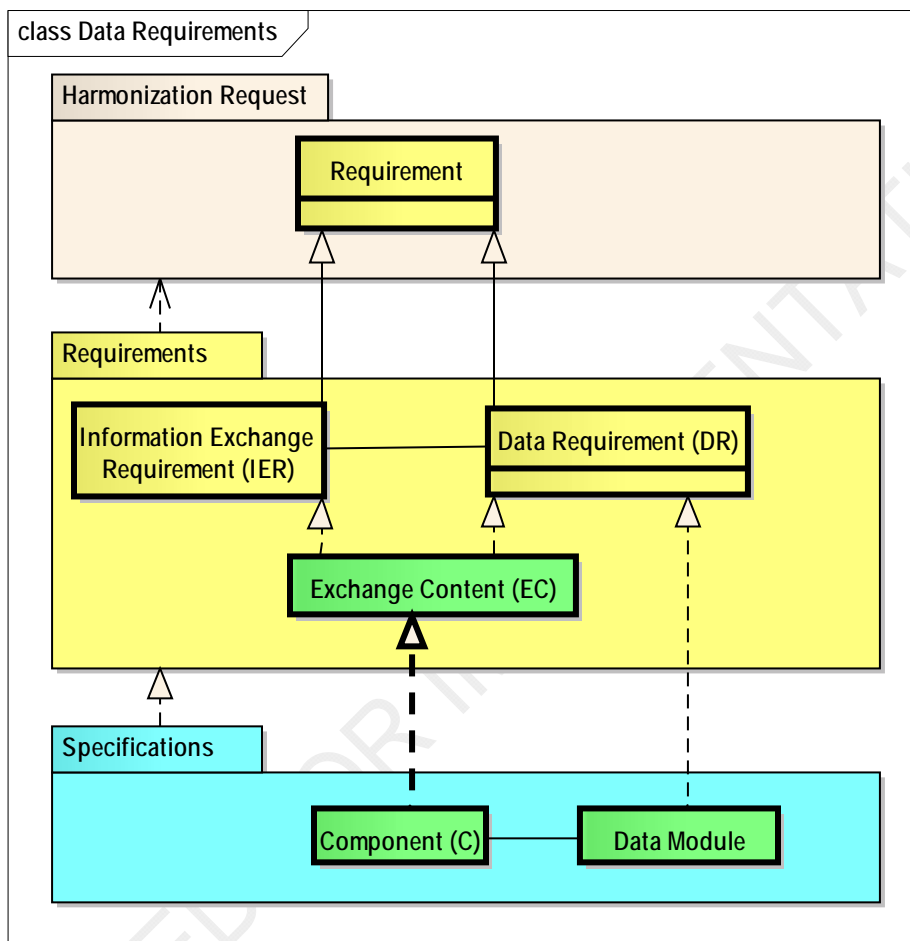 class Data Requirements
Harmonization Request
Requirement
Requirements
Information Exchange
Requirement (IER)
Data Requirement (DR)
Exchange Content (EC)
Specifications
Component (C)
Data Module